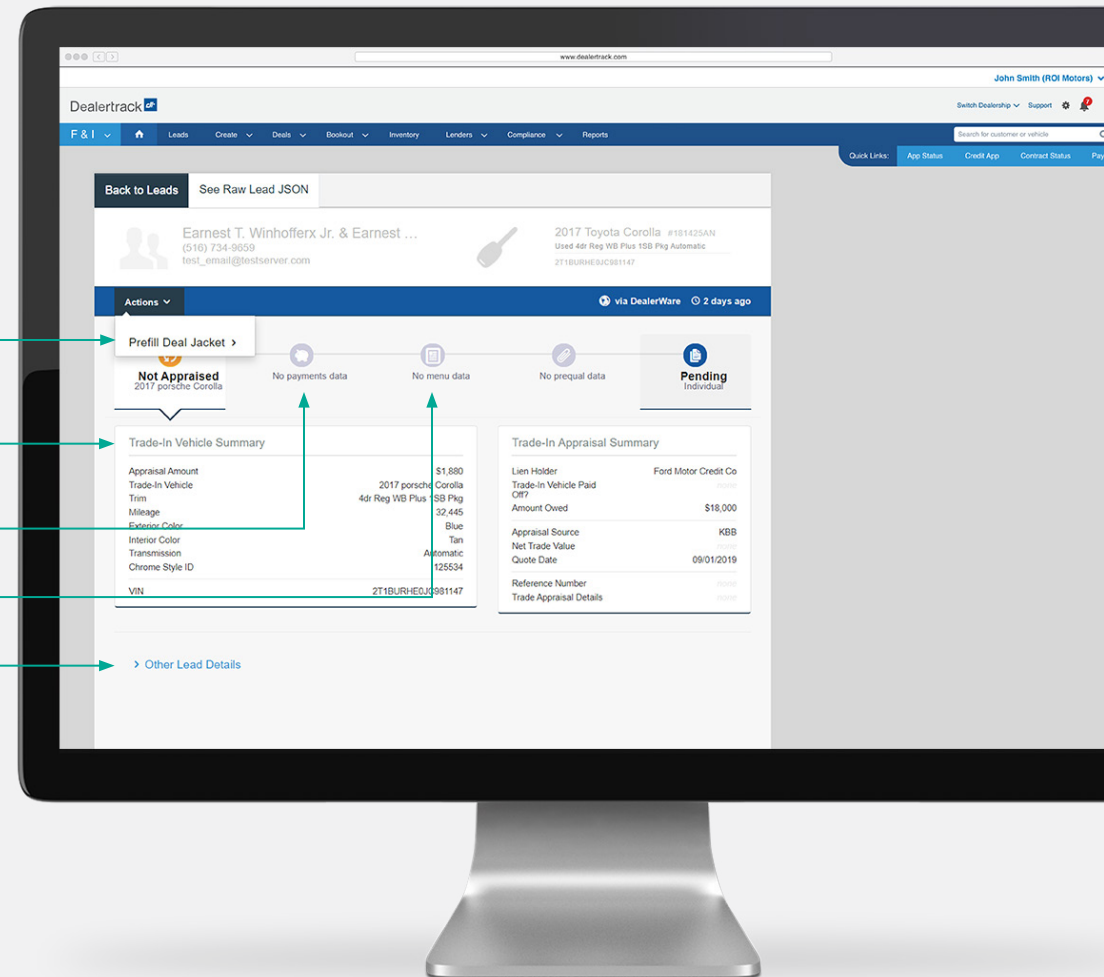 www.dealertrack.com
John Smith (ROI Motors)
Dealertrack
Switch Dealership
Support
F & I
Leads
Create
Deals
Bookout
Inventory
Lenders
Compliance
Reports
Search for customer or vehicle
Quick Links:
App Status
Credit App
Contract Status
Pay
Back to Leads
See Raw Lead JSON
Earnest T. Winhofferx Jr. & Earnest ...
(516) 734-9659
test_email@testserver.com
2017 Toyota Corolla #181425AN
Used 4dr Reg WB Plus 1SB Pkg Automatic
2T1BURHE0JC981147
Actions
via DealerWare
2 days ago
Prefill Deal Jacket >
Not Appraised
2017 porsche Corolla
No payments data
No menu data
No prequal data
Pending
Individual
Trade-In Vehicle Summary
Appraisal Amount $1,880
Trade-In Vehicle 2017 porsche Corolla
Trim 4dr Reg WB Plus 1SB Pkg
Mileage 32,445
Exterior Color Blue
Interior Color Tan
Transmission Automatic
Chrome Style ID 125534
VIN 2T1BURHE0JC981147
Trade-In Appraisal Summary
Lien Holder Ford Motor Credit Co
Trade-In Vehicle Paid none
Off?
Amount Owed $18,000
Appraisal Source KBB
Net Trade Value none
Quote Date 09/01/2019
Reference Number none
Trade Appraisal Details none
> Other Lead Details